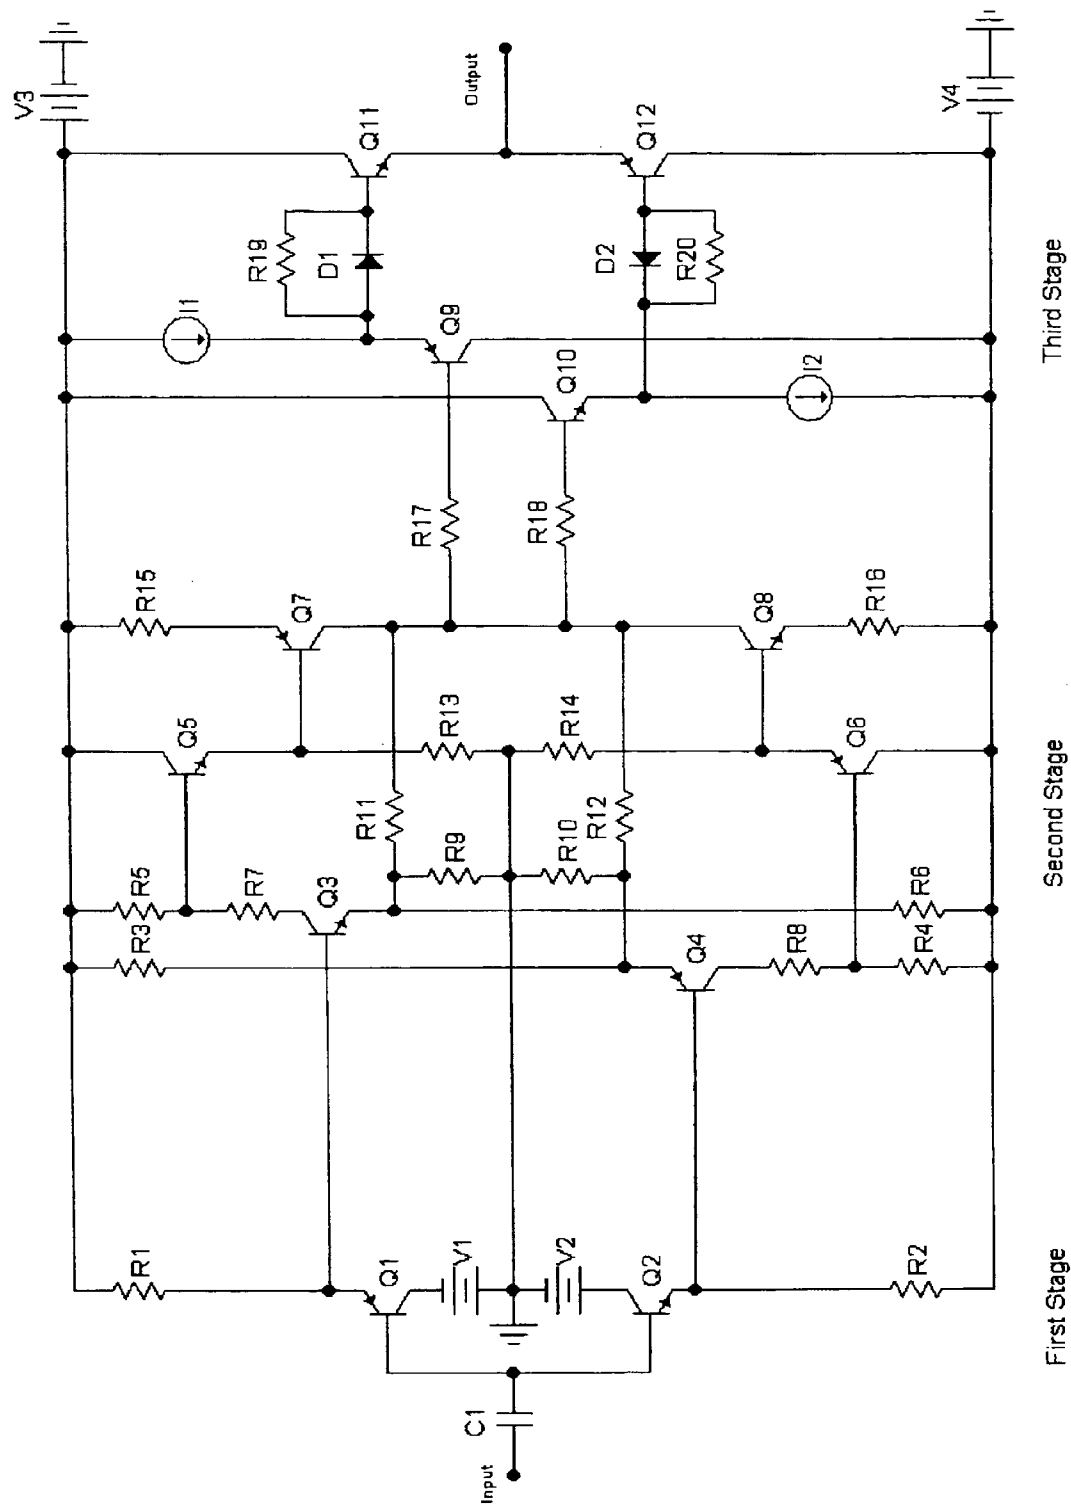 V3
V4
Output
Q11
Q12
R19
D1
D2
R20
I1
Q9
Q10
I2
R17
R18
R15
Q7
Q8
R16
Q5
R13
R14
Q6
R11
R12
R9
R10
R5
R7
Q3
R6
R3
Q4
R8
R4
R1
Q1
V1
V2
Q2
R2
C1
Input
First Stage
Second Stage
Third Stage